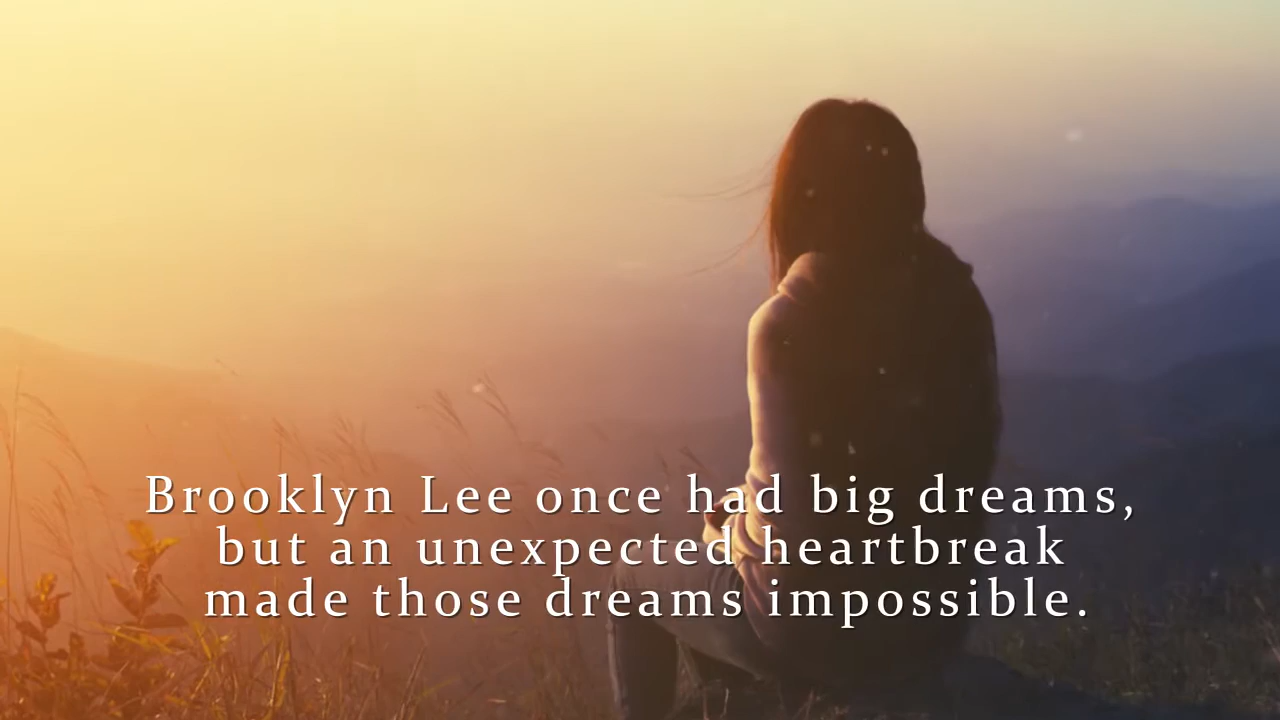 Brooklyn Lee once had big dreams,
but an unexpected heartbreak
made those dreams impossible.